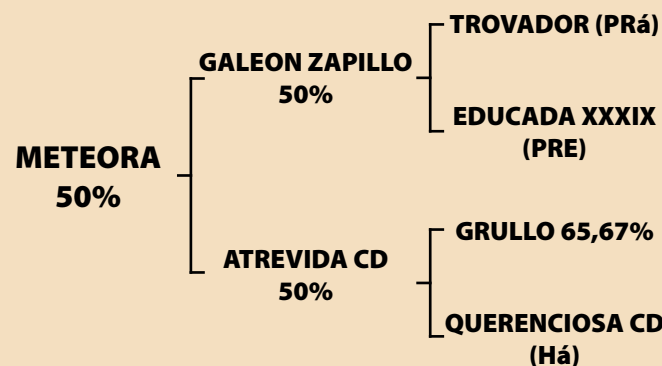 METEORA
50%
GALEON ZAPILLO
50%
TROVADOR (PRá)
EDUCADA XXXIX
(PRE)
ATREVIDA CD
50%
GRULLO 65,67%
QUERENCIOSA CD
(Há)